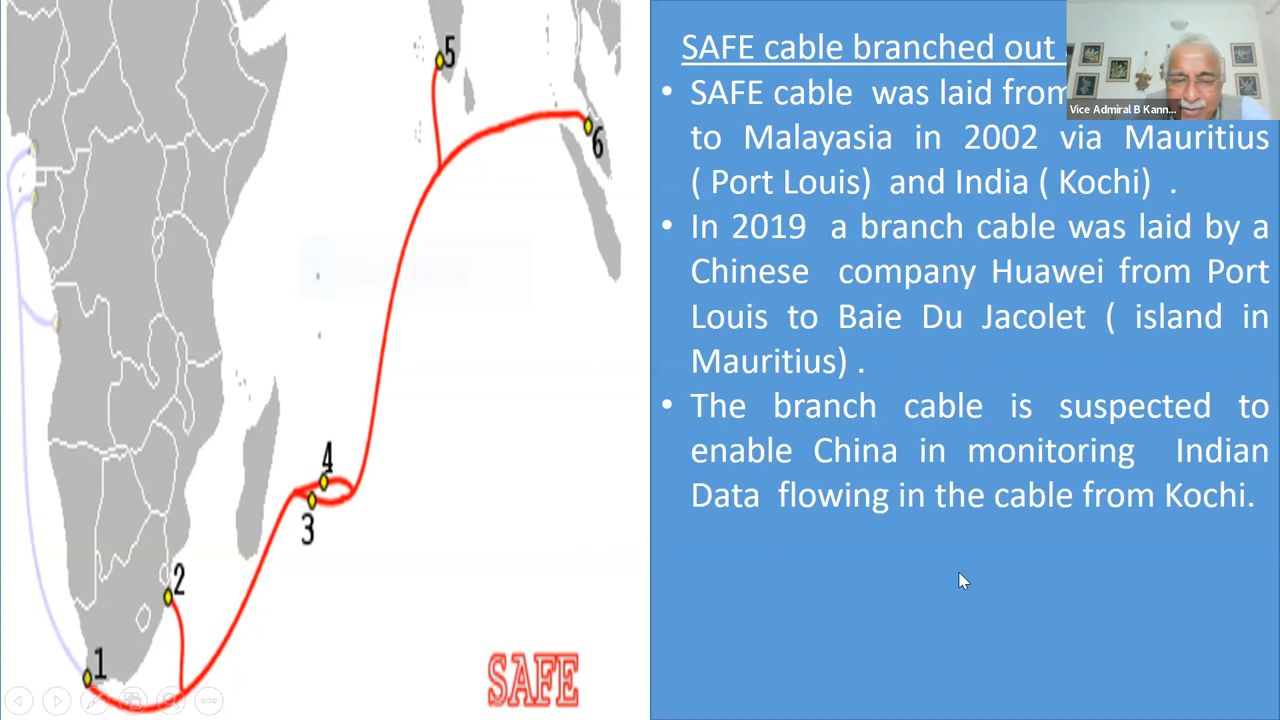 SAFE cable branched out
SAFE cable was laid from
to Malayasia in 2002 via Mauritius
( Port Louis) and India ( Kochi) .
In 2019 a branch cable was laid by a
Chinese company Huawei from Port
Louis to Baie Du Jacolet ( island in
Mauritius) .
The branch cable is suspected to
enable China in monitoring Indian
Data flowing in the cable from Kochi.
Vice Admiral B Kann...
5
6
4
3
2
1
SAFE